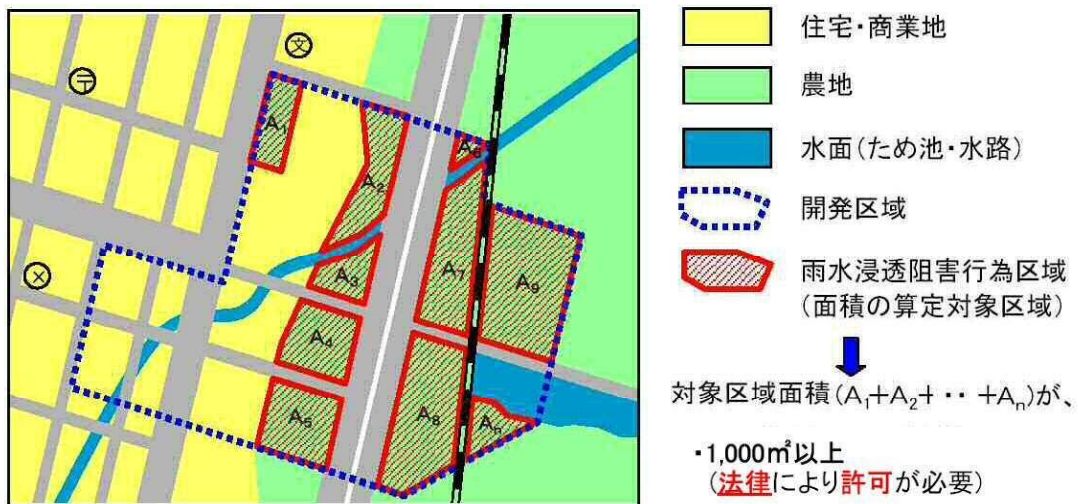 文
〒
A1
A2
A3
A4
A5
A6
A7
A8
A9
An
住宅・商業地
農地
水面(ため池・水路)
開発区域
雨水浸透阻害行為区域
(面積の算定対象区域)
対象区域面積(A1+A2+ ・・ +An)が、
・1,000㎡以上
(法律により許可が必要)